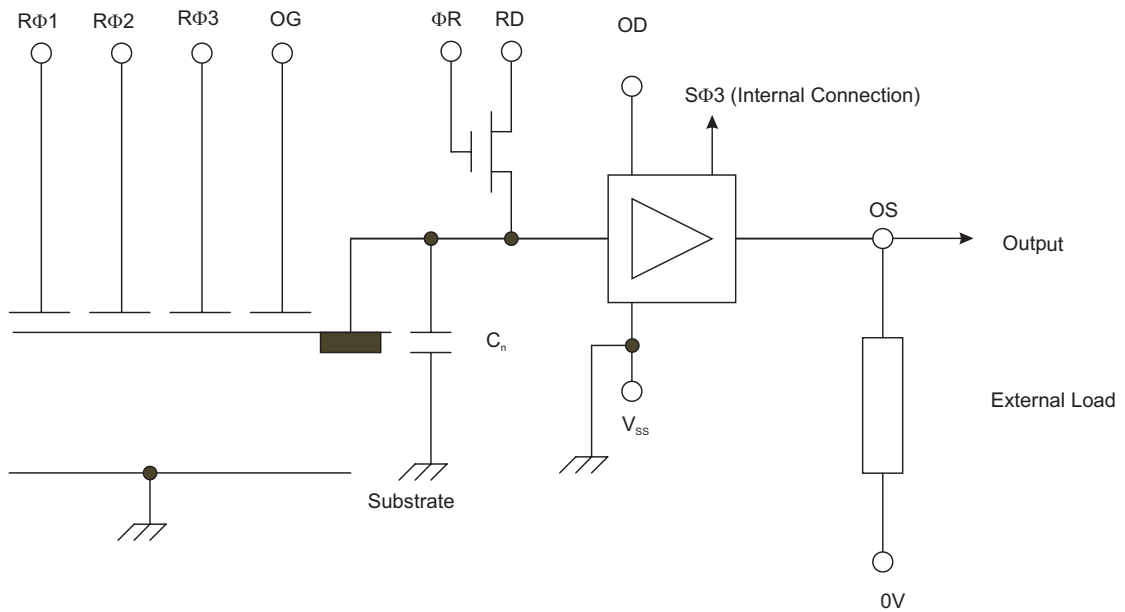 RΦ1
RΦ2
RΦ3
OG
ΦR
RD
OD
SΦ3 (Internal Connection)
OS
Output
Cn
External Load
VSS
Substrate
0V